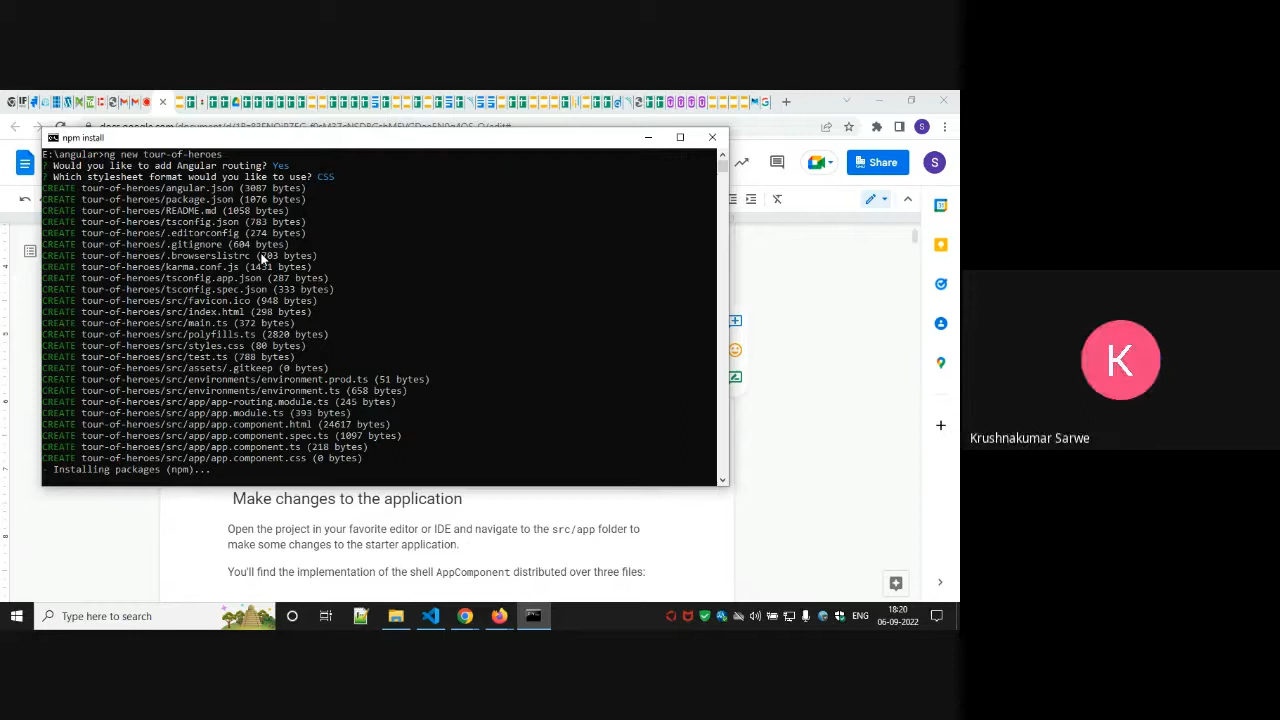 npm install
E:\angular>ng new tour-of-heroes
? Would you like to add Angular routing? Yes
? Which stylesheet format would you like to use? CSS
CREATE tour-of-heroes/angular.json (3087 bytes)
CREATE tour-of-heroes/package.json (1076 bytes)
CREATE tour-of-heroes/README.md (1058 bytes)
CREATE tour-of-heroes/tsconfig.json (783 bytes)
CREATE tour-of-heroes/.editorconfig (274 bytes)
CREATE tour-of-heroes/.gitignore (604 bytes)
CREATE tour-of-heroes/.browserslistrc (703 bytes)
CREATE tour-of-heroes/karma.conf.js (1431 bytes)
CREATE tour-of-heroes/tsconfig.app.json (287 bytes)
CREATE tour-of-heroes/tsconfig.spec.json (333 bytes)
CREATE tour-of-heroes/src/favicon.ico (948 bytes)
CREATE tour-of-heroes/src/index.html (298 bytes)
CREATE tour-of-heroes/src/main.ts (372 bytes)
CREATE tour-of-heroes/src/polyfills.ts (2820 bytes)
CREATE tour-of-heroes/src/styles.css (80 bytes)
CREATE tour-of-heroes/src/test.ts (788 bytes)
CREATE tour-of-heroes/src/assets/.gitkeep (0 bytes)
CREATE tour-of-heroes/src/environments/environment.prod.ts (51 bytes)
CREATE tour-of-heroes/src/environments/environment.ts (658 bytes)
CREATE tour-of-heroes/src/app/app-routing.module.ts (245 bytes)
CREATE tour-of-heroes/src/app/app.module.ts (393 bytes)
CREATE tour-of-heroes/src/app/app.component.html (24617 bytes)
CREATE tour-of-heroes/src/app/app.component.spec.ts (1097 bytes)
CREATE tour-of-heroes/src/app/app.component.ts (218 bytes)
CREATE tour-of-heroes/src/app/app.component.css (0 bytes)
- Installing packages (npm)...
Share
S
S
Make changes to the application
Open the project in your favorite editor or IDE and navigate to the src/app folder to
make some changes to the starter application.
You'll find the implementation of the shell AppComponent distributed over three files:
Type here to search
ENG
18:20
06-09-2022
K
Krushnakumar Sarwe